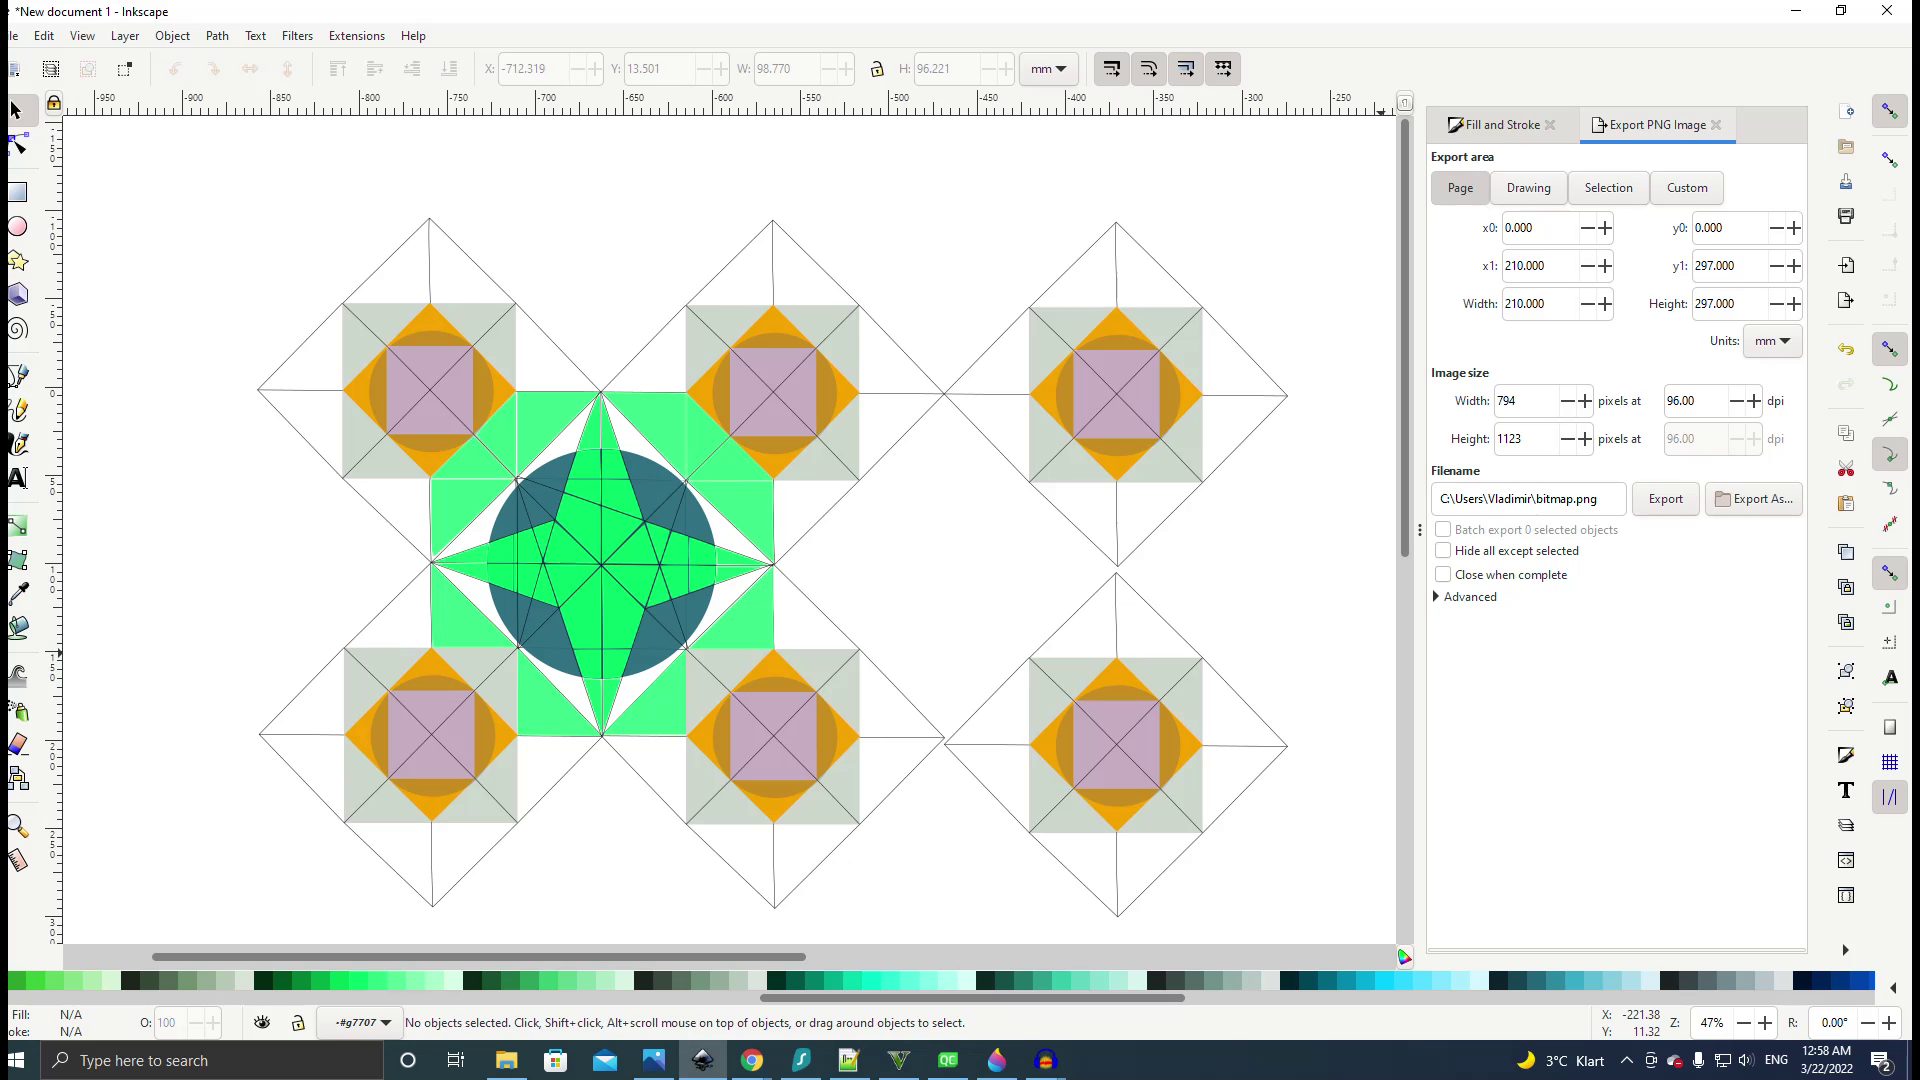 *New document 1 - Inkscape
le Edit View Layer Object Path Text Filters Extensions Help
X: -712.319 Y: 13.501 W: 98.770 H: 96.221 mm
-950 -900 -850 -800 -750 -700 -650 -600 -550 -500 -450 -400 -350 -300 -250
Fill and Stroke Export PNG Image
Export area
Page Drawing Selection Custom
x0: 0.000 y0: 0.000
x1: 210.000 y1: 297.000
Width: 210.000 Height: 297.000
Units: mm
Image size
Width: 794 pixels at 96.00 dpi
Height: 1123 pixels at 96.00 dpi
Filename
C:\Users\Vladimir\bitmap.png Export Export As...
Batch export 0 selected objects
Hide all except selected
Close when complete
Advanced
Fill: N/A
oke: N/A
O: 100 -#g7707 No objects selected. Click, Shift+click, Alt+scroll mouse on top of objects, or drag around objects to select.
X: -221.38
Y: 11.32
Z: 47% R: 0.00°
Type here to search
3°C Klart ENG
12:58 AM
3/22/2022
2